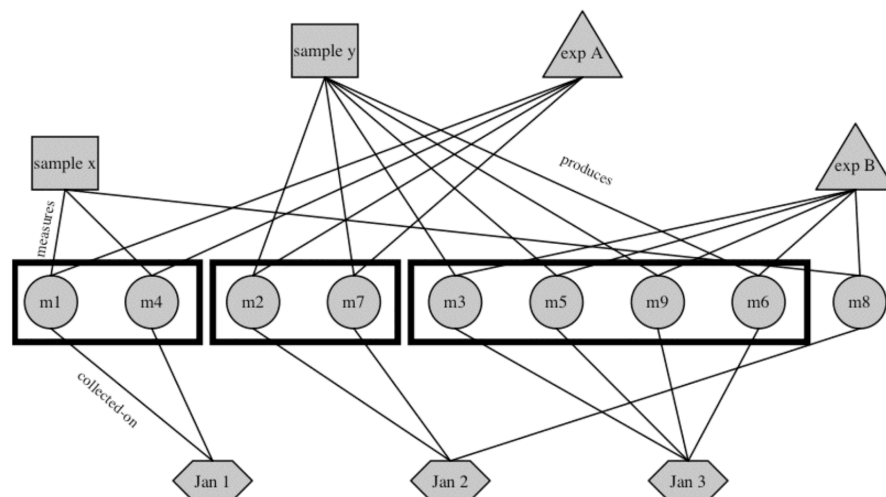 sample y
exp A
sample x
produces
exp B
measures
m1
m4
m2
m7
m3
m5
m9
m6
m8
collected-on
Jan 1
Jan 2
Jan 3